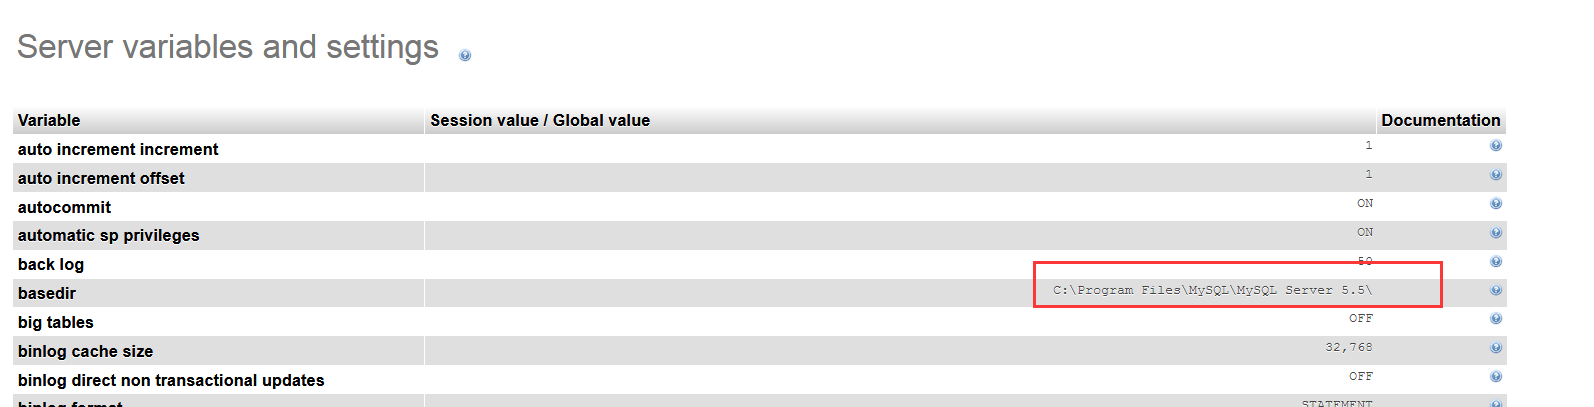 Server variables and settings
Variable Session value / Global value Documentation
auto increment increment 1
auto increment offset 1
autocommit ON
automatic sp privileges ON
back log 50
basedir C:\Program Files\MySQL\MySQL Server 5.5\
big tables OFF
binlog cache size 32,768
binlog direct non transactional updates OFF
binlog format STATEMENT